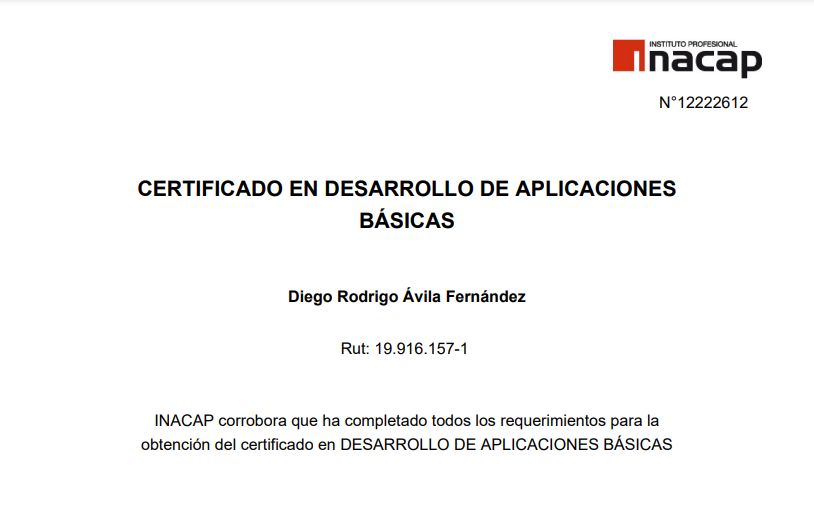 INSTITUTO PROFESIONAL
inacap
N°12222612
CERTIFICADO EN DESARROLLO DE APLICACIONES
BÁSICAS
Diego Rodrigo Ávila Fernández
Rut: 19.916.157-1
INACAP corrobora que ha completado todos los requerimientos para la
obtención del certificado en DESARROLLO DE APLICACIONES BÁSICAS